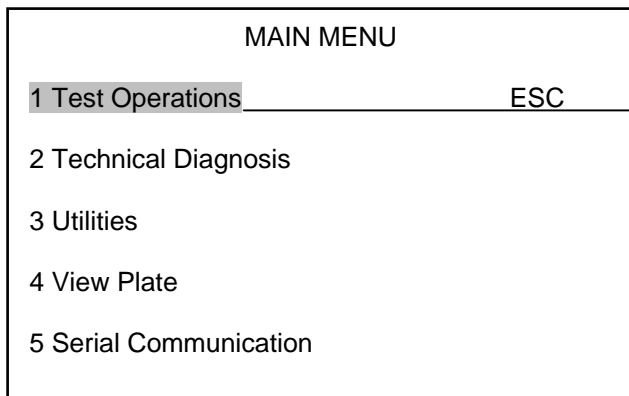 MAIN MENU
1 Test Operations ESC
2 Technical Diagnosis
3 Utilities
4 View Plate
5 Serial Communication